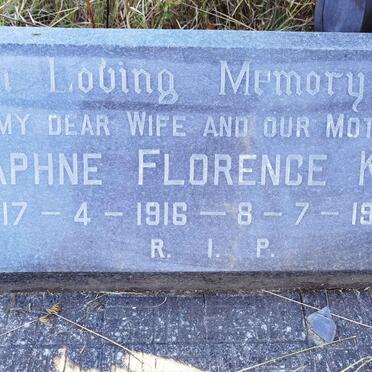 n Loving Memory
MY DEAR WIFE AND OUR MOT
APHNE FLORENCE K
17 - 4 - 1916 - 8 - 7 - 19
R. I. P.